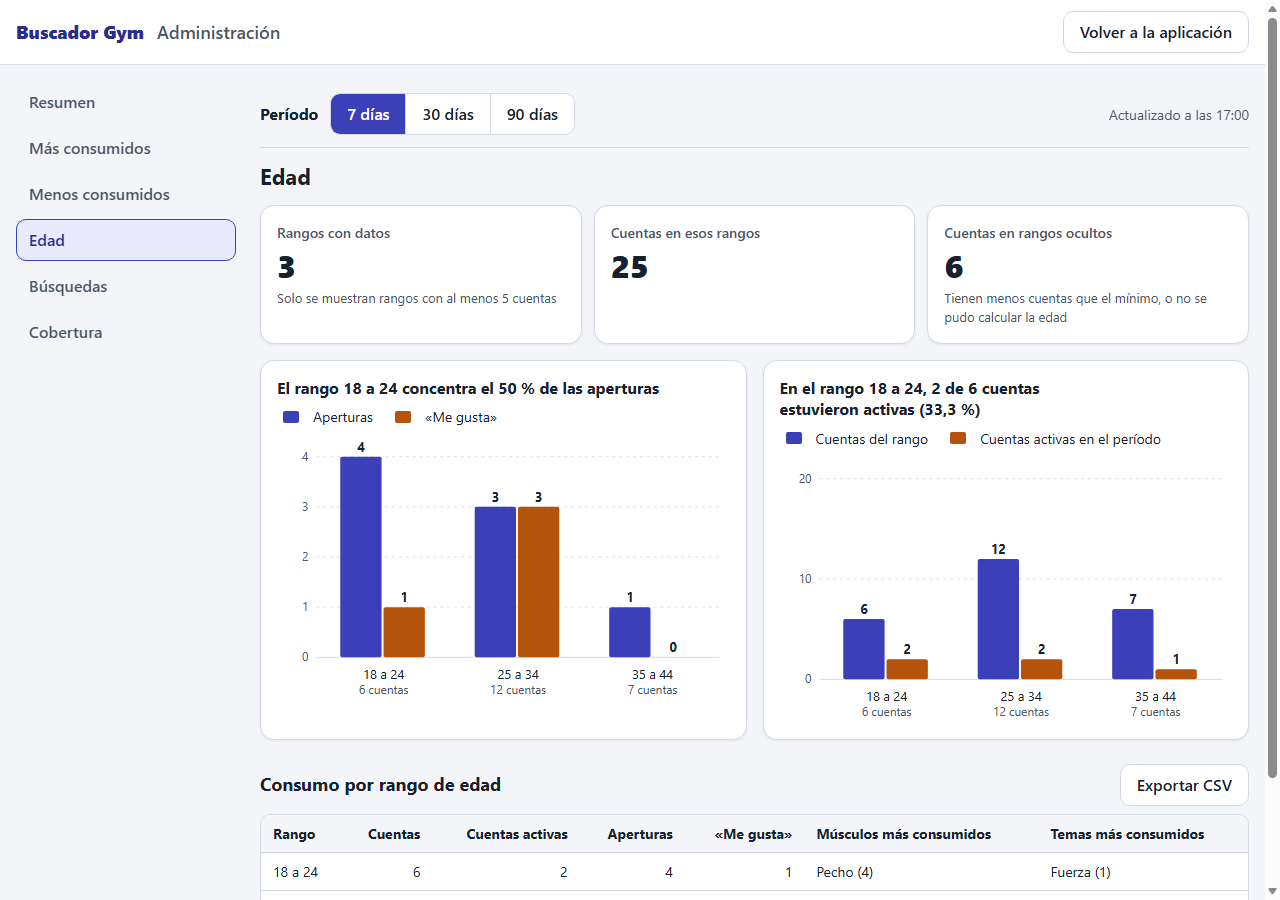 Buscador Gym Administración
Volver a la aplicación
Resumen
Más consumidos
Menos consumidos
Edad
Búsquedas
Cobertura
Período 7 días 30 días 90 días
Actualizado a las 17:00
Edad
Rangos con datos
3
Solo se muestran rangos con al menos 5 cuentas
Cuentas en esos rangos
25
Cuentas en rangos ocultos
6
Tienen menos cuentas que el mínimo, o no se
pudo calcular la edad
El rango 18 a 24 concentra el 50 % de las aperturas
Aperturas «Me gusta»
4
3
2
1
0
4
1
3
3
1
0
18 a 24
6 cuentas
25 a 34
12 cuentas
35 a 44
7 cuentas
En el rango 18 a 24, 2 de 6 cuentas
estuvieron activas (33,3 %)
Cuentas del rango Cuentas activas en el período
20
10
0
6
2
12
2
7
1
18 a 24
6 cuentas
25 a 34
12 cuentas
35 a 44
7 cuentas
Consumo por rango de edad
Exportar CSV
Rango Cuentas Cuentas activas Aperturas «Me gusta» Músculos más consumidos Temas más consumidos
18 a 24 6 2 4 1 Pecho (4) Fuerza (1)